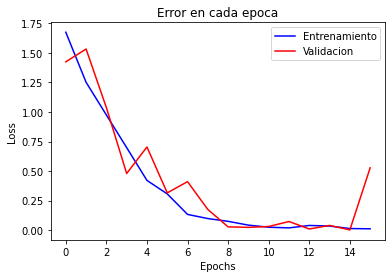 Error en cada epoca
Entrenamiento
Validacion
1.75
1.50
1.25
1.00
0.75
0.50
0.25
0.00
Loss
0 2 4 6 8 10 12 14
Epochs